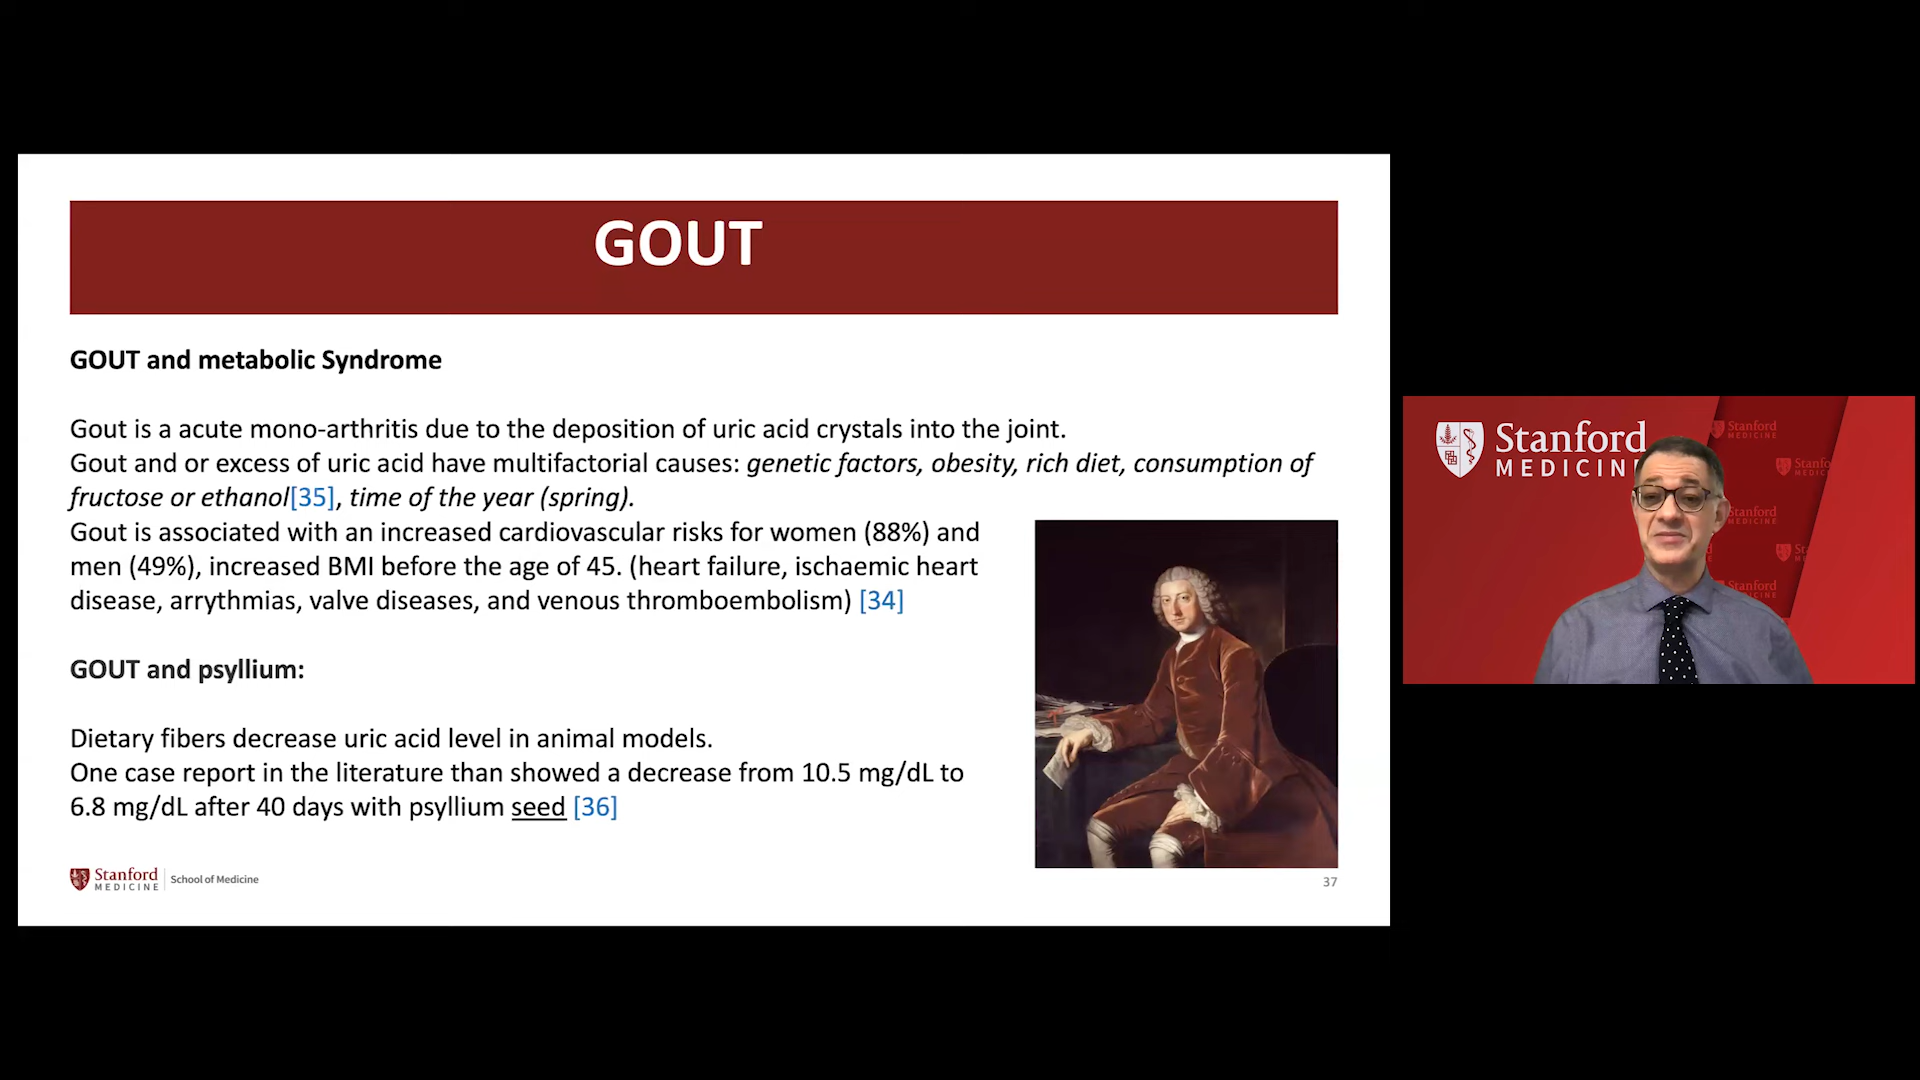 GOUT
GOUT and metabolic Syndrome
Gout is a acute mono-arthritis due to the deposition of uric acid crystals into the joint.
Gout and or excess of uric acid have multifactorial causes: genetic factors, obesity, rich diet, consumption of
fructose or ethanol[35], time of the year (spring).
Gout is associated with an increased cardiovascular risks for women (88%) and
men (49%), increased BMI before the age of 45. (heart failure, ischaemic heart
disease, arrythmias, valve diseases, and venous thromboembolism) [34]
GOUT and psyllium:
Dietary fibers decrease uric acid level in animal models.
One case report in the literature than showed a decrease from 10.5 mg/dL to
6.8 mg/dL after 40 days with psyllium seed [36]
Stanford
MEDICINE
School of Medicine
37
Stanford
MEDICIN
Stanford
MEDICINE
Stanfo
Stanford
Stanford